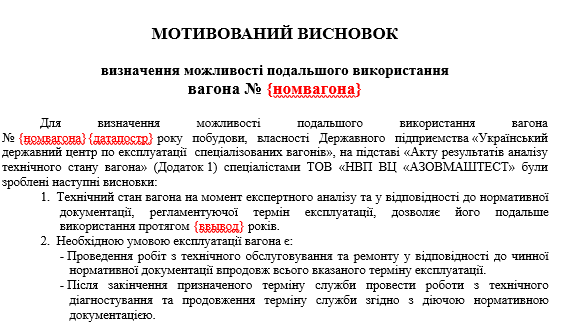 МОТИВОВАНИЙ ВИСНОВОК
визначення можливості подальшого використання
вагона № {номвагона}
Для визначення можливості подальшого використання вагона
№ {номвагона} {датапостр} року побудови, власності Державного підприємства «Український
державний центр по експлуатації спеціалізованих вагонів», на підставі «Акту результатів аналізу
технічного стану вагона» (Додаток 1) спеціалістами ТОВ «НВП ВЦ «АЗОВМАШТЕСТ» были
зроблені наступні висновки:
1. Технічний стан вагона на момент експертного аналізу та у відповідності до нормативної
документації, регламентуючої термін експлуатації, дозволяє його подальше
використання протягом {ввывод} років.
2. Необхідною умовою експлуатації вагона є:
- Проведення робіт з технічного обслуговування та ремонту у відповідності до чинної
нормативної документації впродовж всього вказаного терміну експлуатації.
- Після закінчення призначеного терміну служби провести роботи з технічного
діагностування та продовження терміну служби згідно з діючою нормативною
документацією.